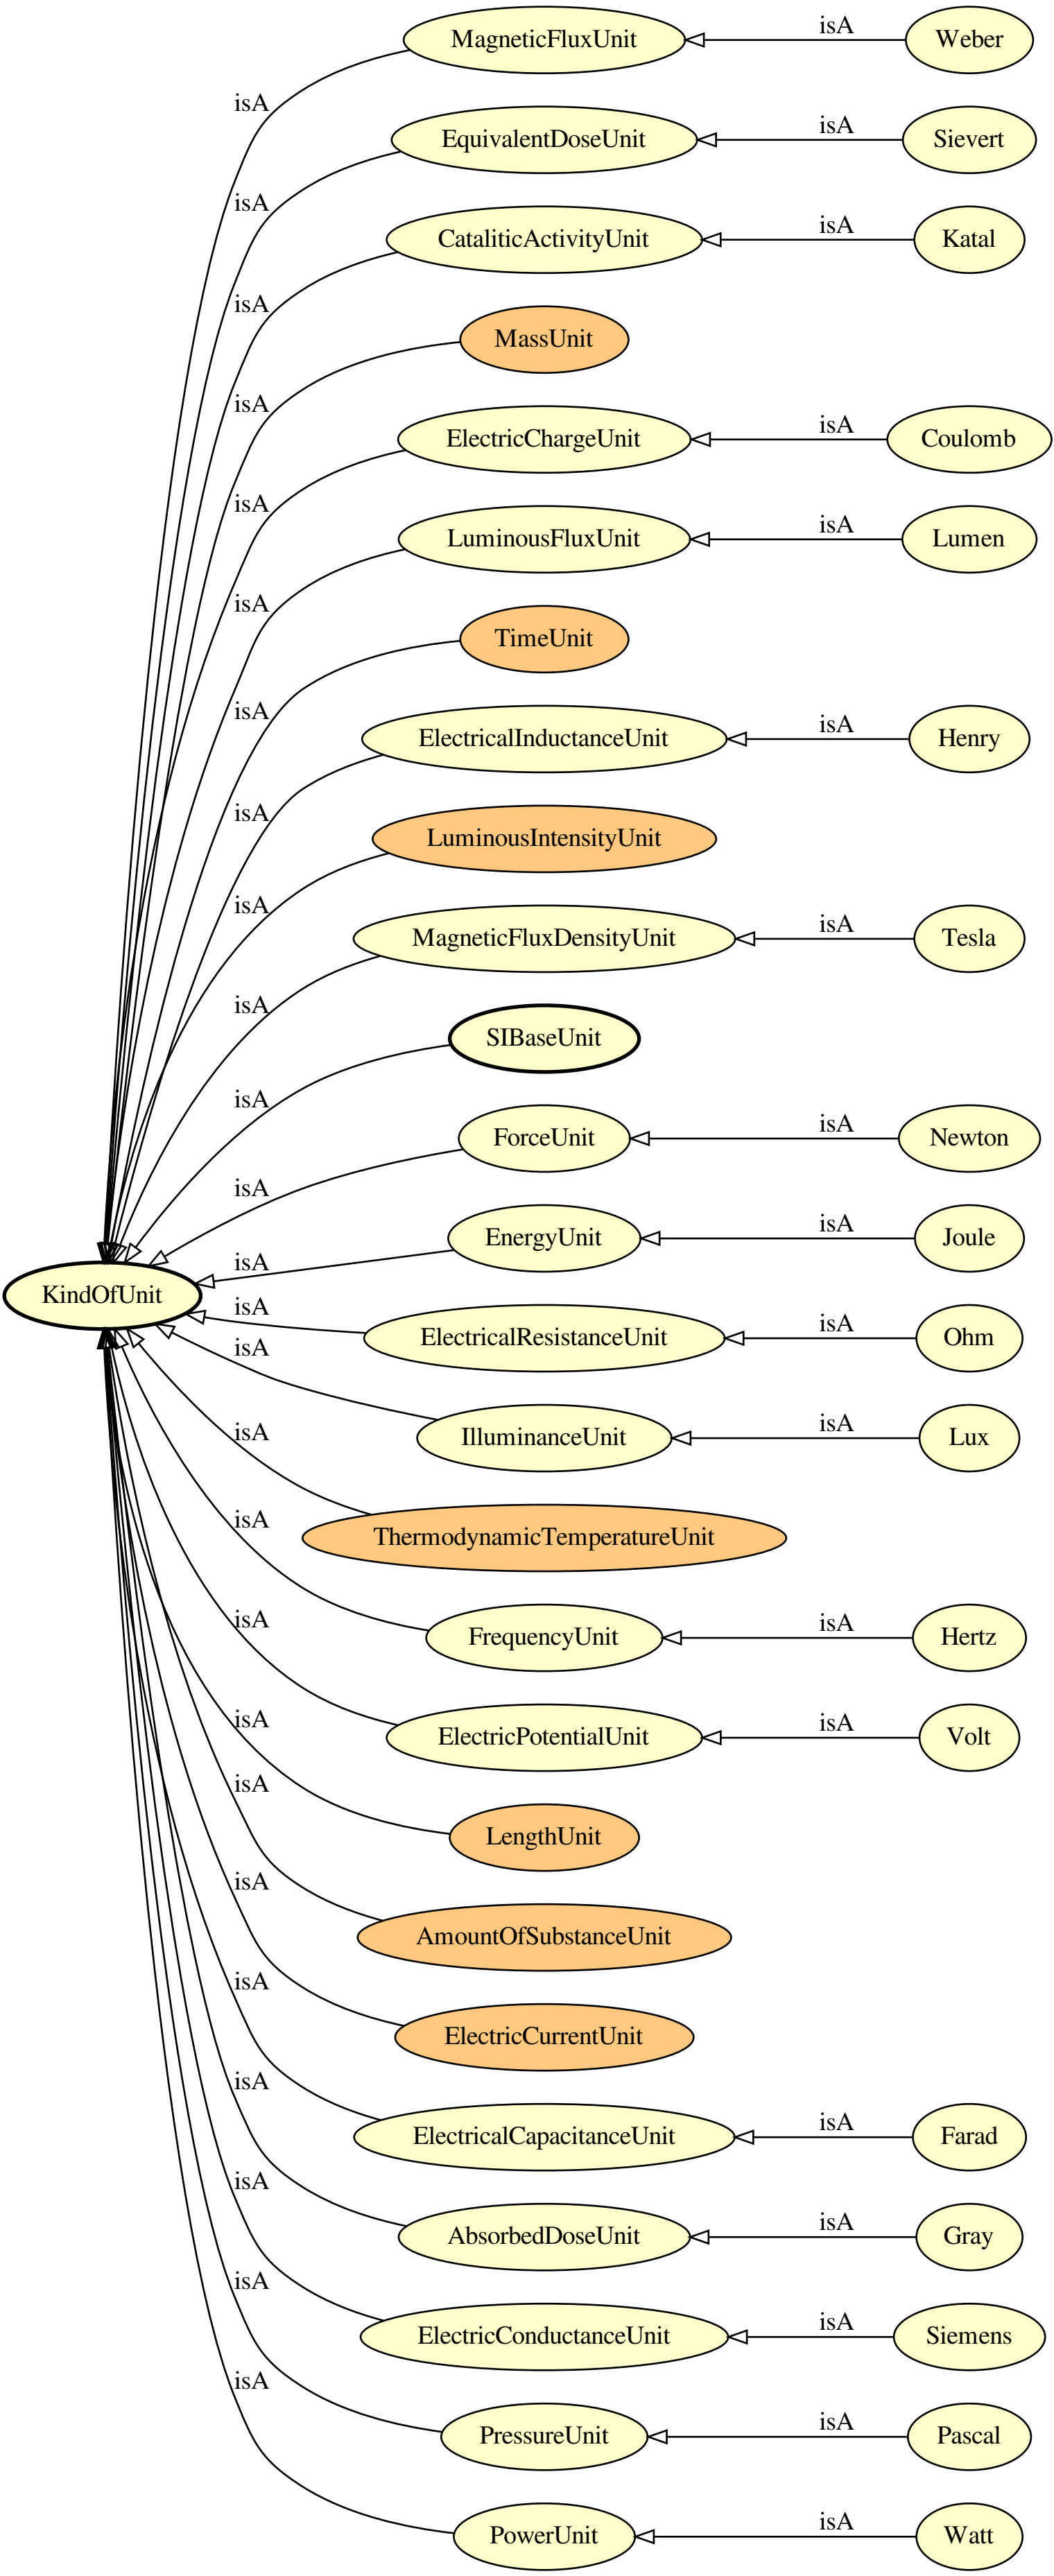 MagneticFluxUnit isA Weber
isA
EquivalentDoseUnit isA Sievert
isA
CataliticActivityUnit isA Katal
isA
MassUnit
isA
ElectricChargeUnit isA Coulomb
isA
LuminousFluxUnit isA Lumen
isA
TimeUnit
isA
ElectricalInductanceUnit isA Henry
isA
LuminousIntensityUnit
isA
MagneticFluxDensityUnit isA Tesla
isA
SIBaseUnit
isA
ForceUnit isA Newton
isA
EnergyUnit isA Joule
isA
KindOfUnit
isA
ElectricalResistanceUnit isA Ohm
isA
IlluminanceUnit isA Lux
isA
ThermodynamicTemperatureUnit
isA
FrequencyUnit isA Hertz
isA
ElectricPotentialUnit isA Volt
isA
LengthUnit
isA
AmountOfSubstanceUnit
isA
ElectricCurrentUnit
isA
ElectricalCapacitanceUnit isA Farad
isA
AbsorbedDoseUnit isA Gray
isA
ElectricConductanceUnit isA Siemens
isA
PressureUnit isA Pascal
isA
PowerUnit isA Watt